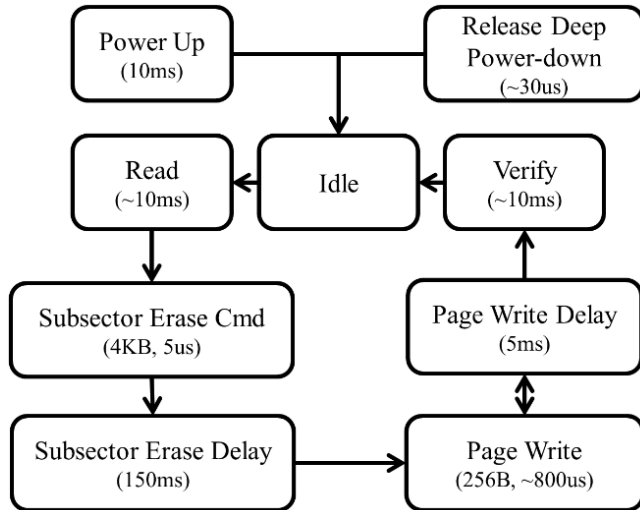 Power Up
(10ms)
Release Deep
Power-down
(~30us)
Read
(~10ms)
Idle
Verify
(~10ms)
Subsector Erase Cmd
(4KB, 5us)
Page Write Delay
(5ms)
Subsector Erase Delay
(150ms)
Page Write
(256B, ~800us)